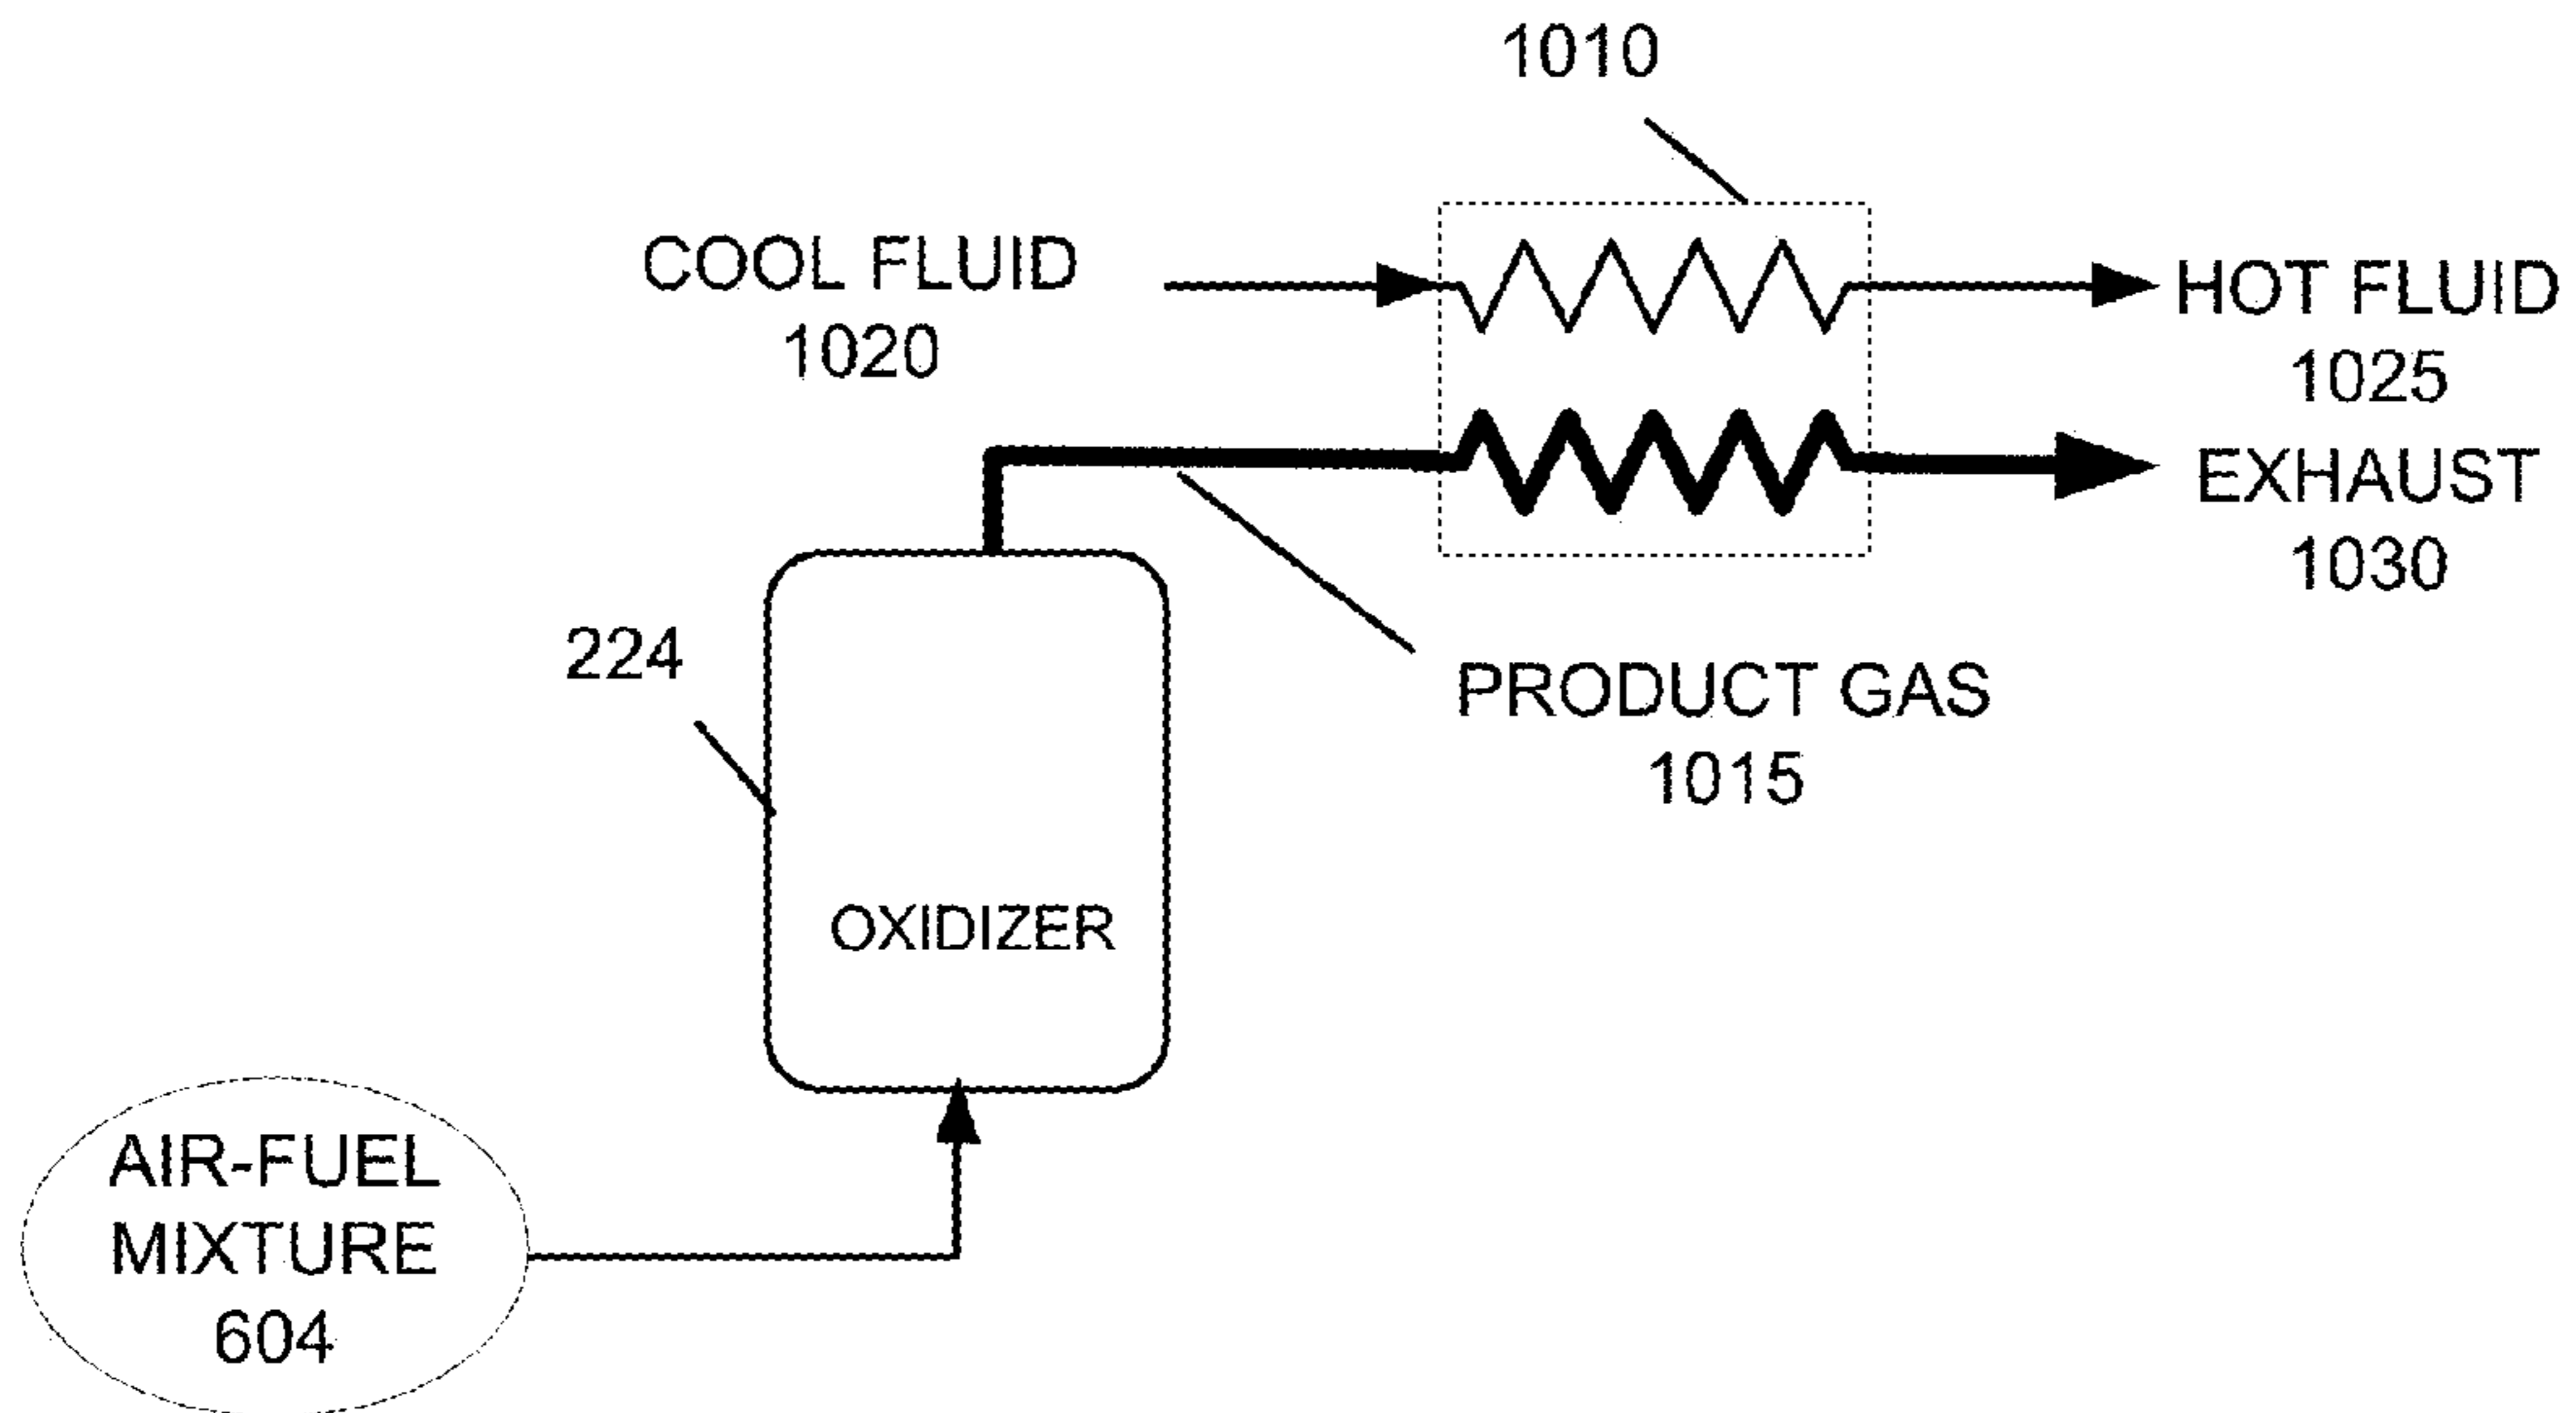 1010
COOL FLUID
1020
HOT FLUID
1025
EXHAUST
1030
224
PRODUCT GAS
1015
OXIDIZER
AIR-FUEL
MIXTURE
604